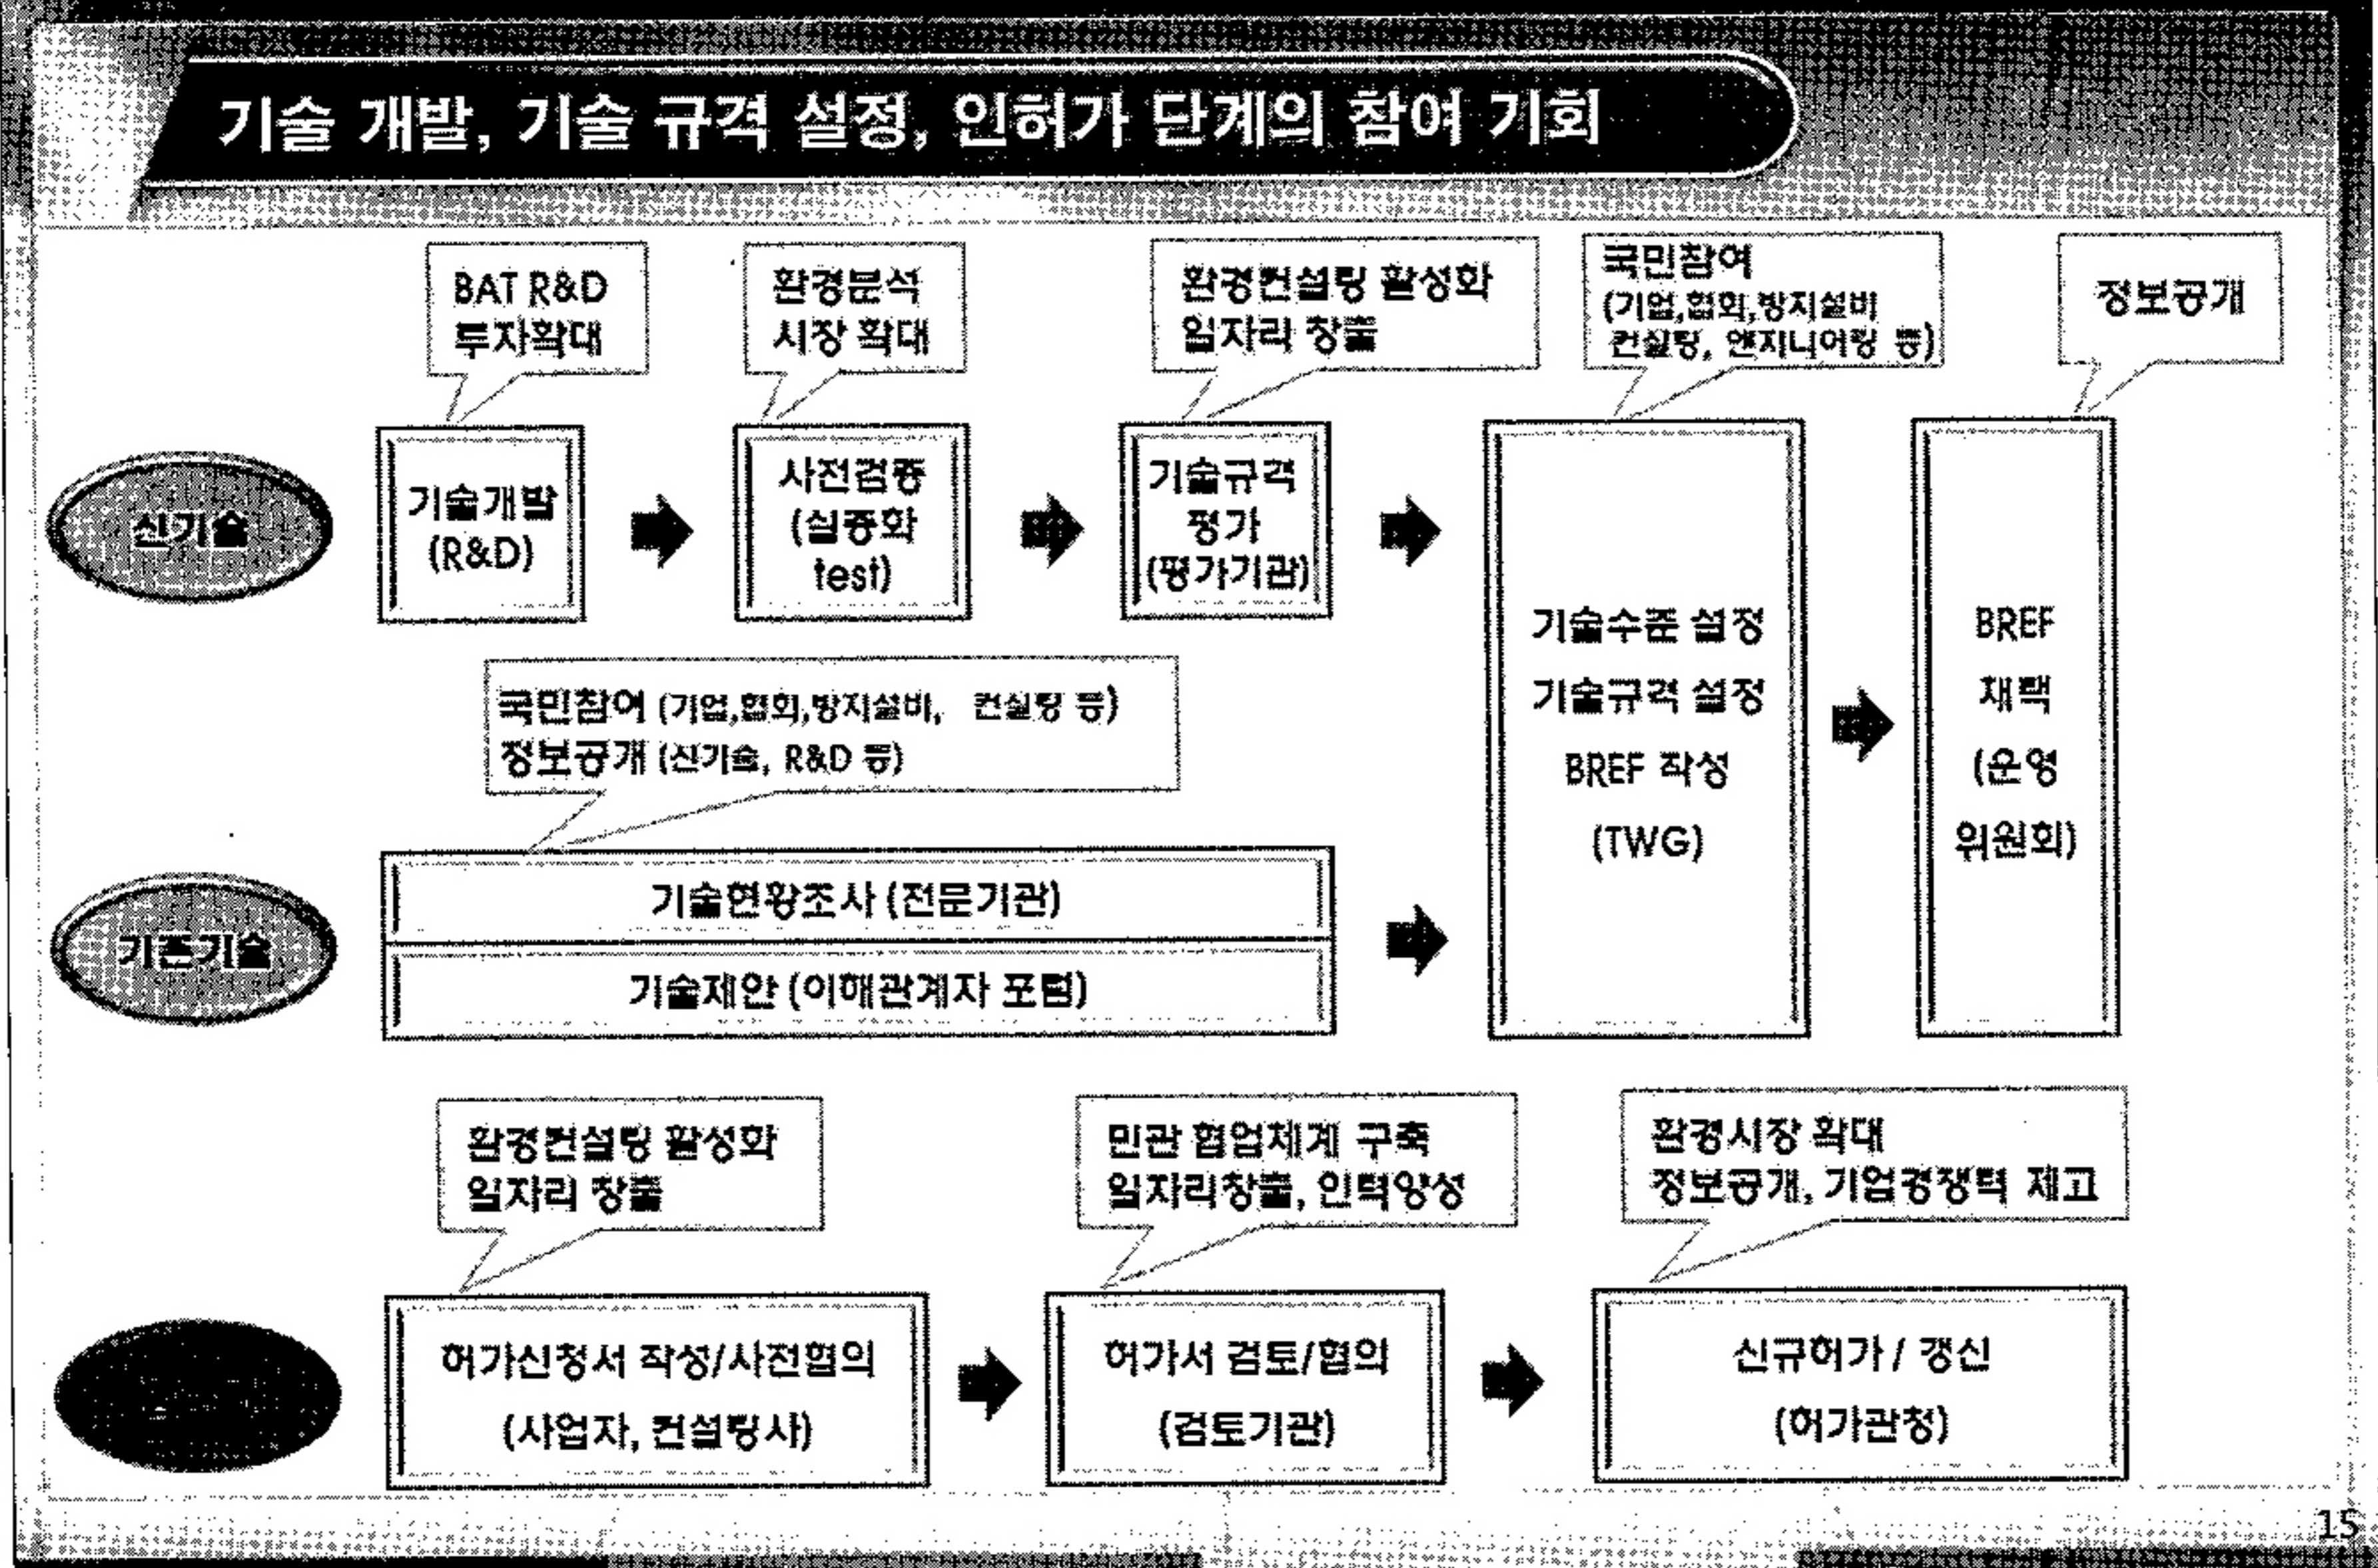 기술 개발, 기술 규격 설정, 인허가 단계의 참여 기회
BAT R&D
투자확대
환경분석
시장 확대
환경컨설팅 활성화
일자리 창출
국민참여
(기업,협회,방지설비
컨설팅, 엔지니어링 등)
정보공개
신기술
기술개발
(R&D)
사전검증
(실증화
test)
기술규격
평가
(평가기관)
기술수준 설정
기술규격 설정
BREF 작성
(TWG)
BREF
채택
(운영
위원회)
국민참여 (기업,협회,방지설비, 컨설팅 등)
정보공개 (신기술, R&D 등)
기존기술
기술현황조사 (전문기관)
기술제안 (이해관계자 포럼)
환경컨설팅 활성화
일자리 창출
민관 협업체계 구축
일자리창출, 인력양성
환경시장 확대
정보공개, 기업경쟁력 제고
허가신청서 작성/사전협의
(사업자, 컨설팅사)
허가서 검토/협의
(검토기관)
신규허가 / 갱신
(허가관청)
15